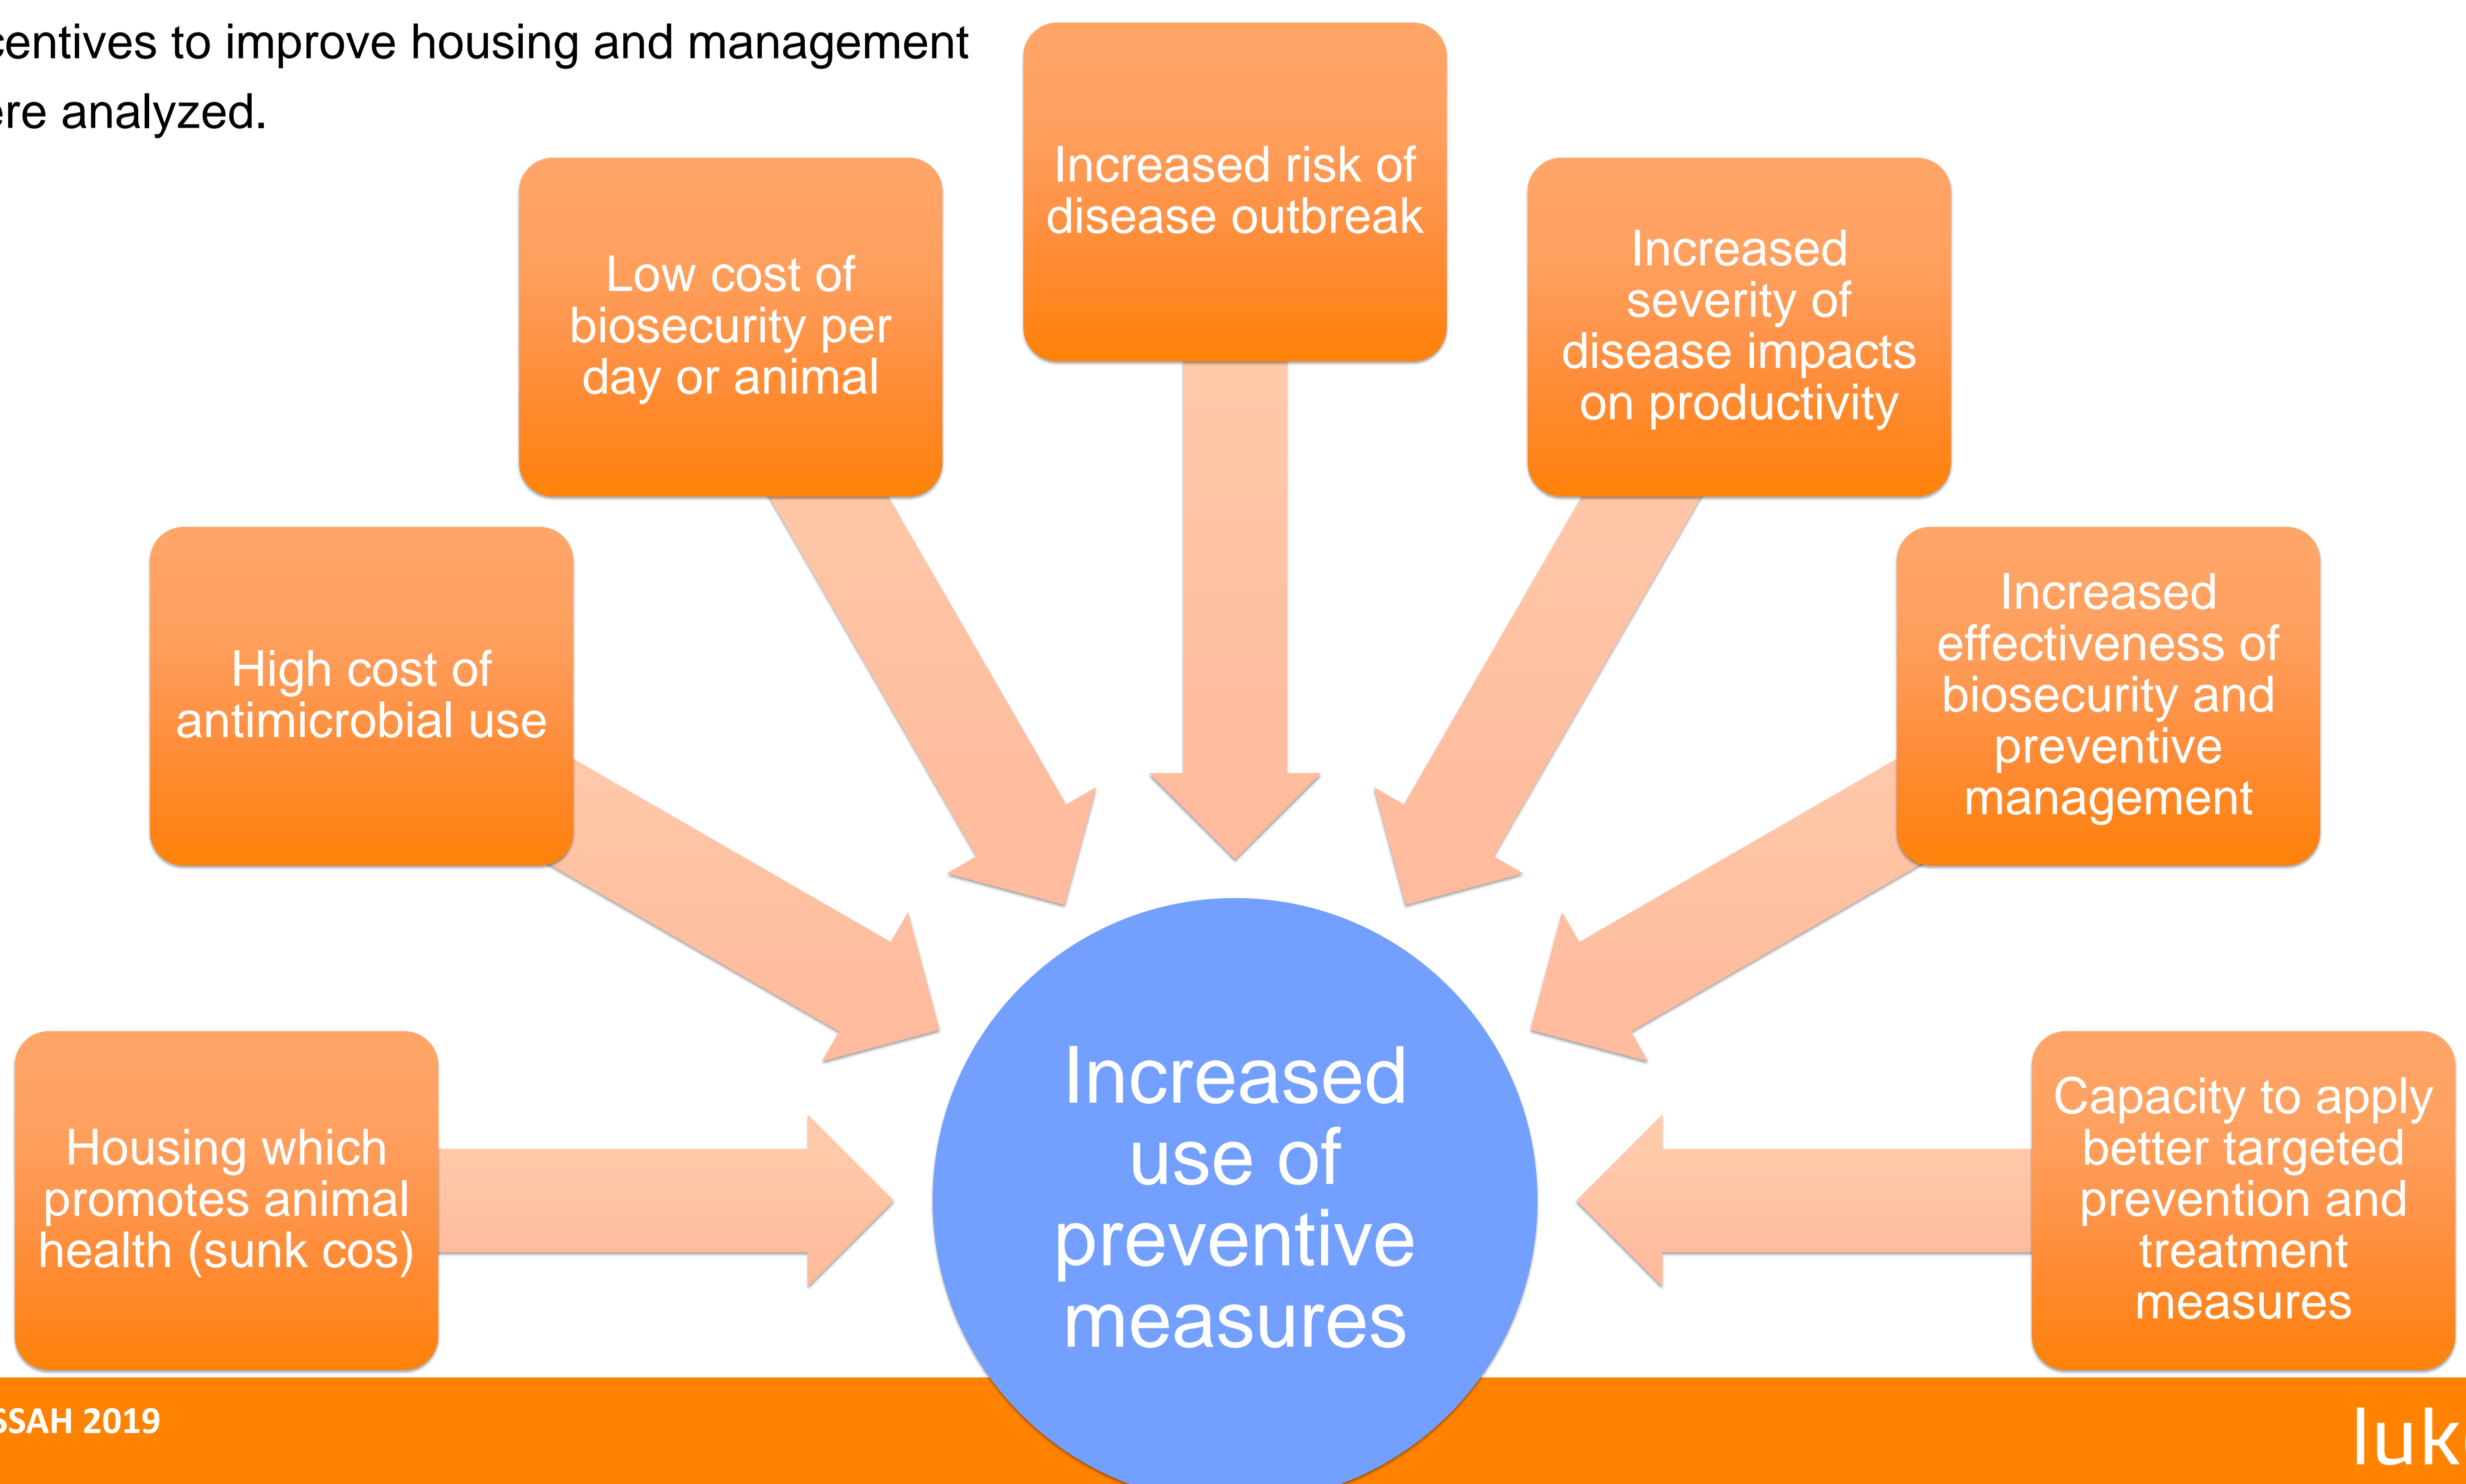 centives to improve housing and management
ere analyzed.
Increased risk of
disease outbreak
Low cost of
biosecurity per
day or animal
Increased
severity of
disease impacts
on productivity
High cost of
antimicrobial use
Increased
effectiveness of
biosecurity and
preventive
management
Housing which
promotes animal
health (sunk cos)
Increased
use of
preventive
measures
Capacity to apply
better targeted
prevention and
treatment
measures
SSAH 2019
luk